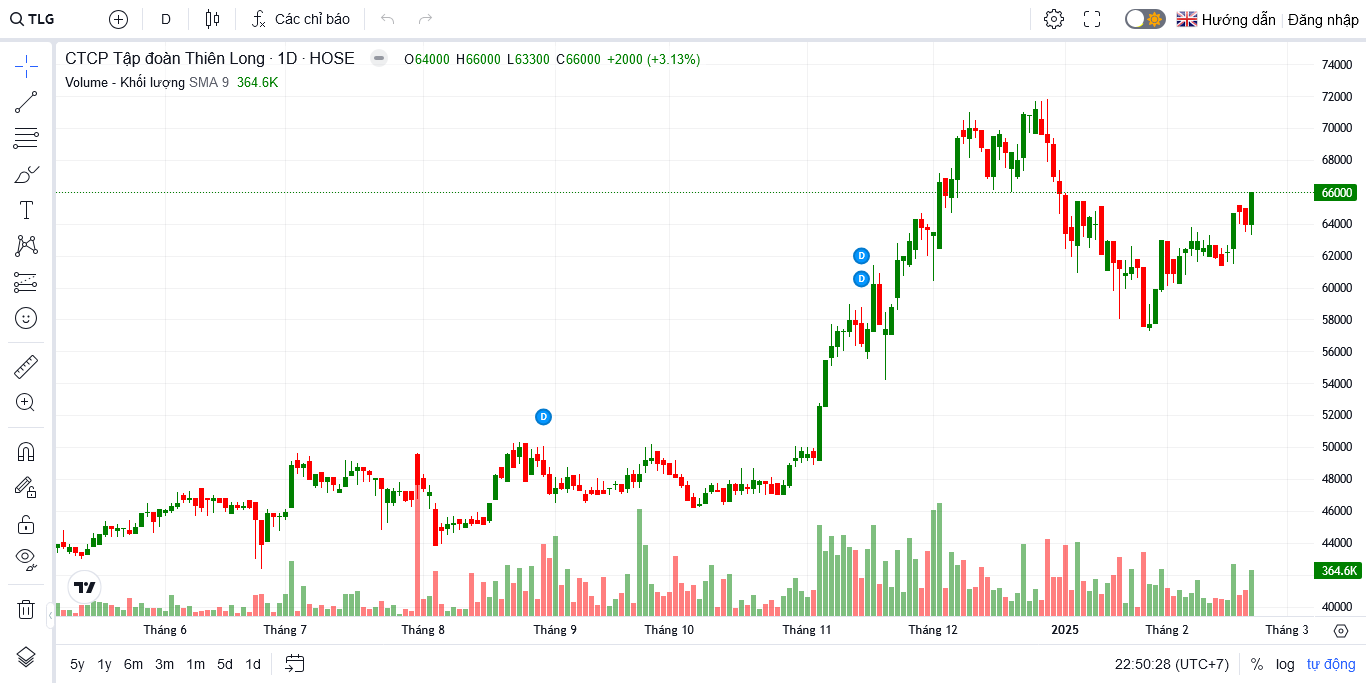 TLG D Các chỉ báo Hướng dẫn Đăng nhập
CTCP Tập đoàn Thiên Long · 1D · HOSE O64000 H66000 L63300 C66000 +2000 (+3.13%)
Volume - Khối lượng SMA 9 364.6K
74000
72000
70000
68000
66000
64000
62000
60000
58000
56000
54000
52000
50000
48000
46000
44000
364.6K
40000
D
D
D
Tháng 6 Tháng 7 Tháng 8 Tháng 9 Tháng 10 Tháng 11 Tháng 12 2025 Tháng 2 Tháng 3
5y 1y 6m 3m 1m 5d 1d 22:50:28 (UTC+7) % log tự động